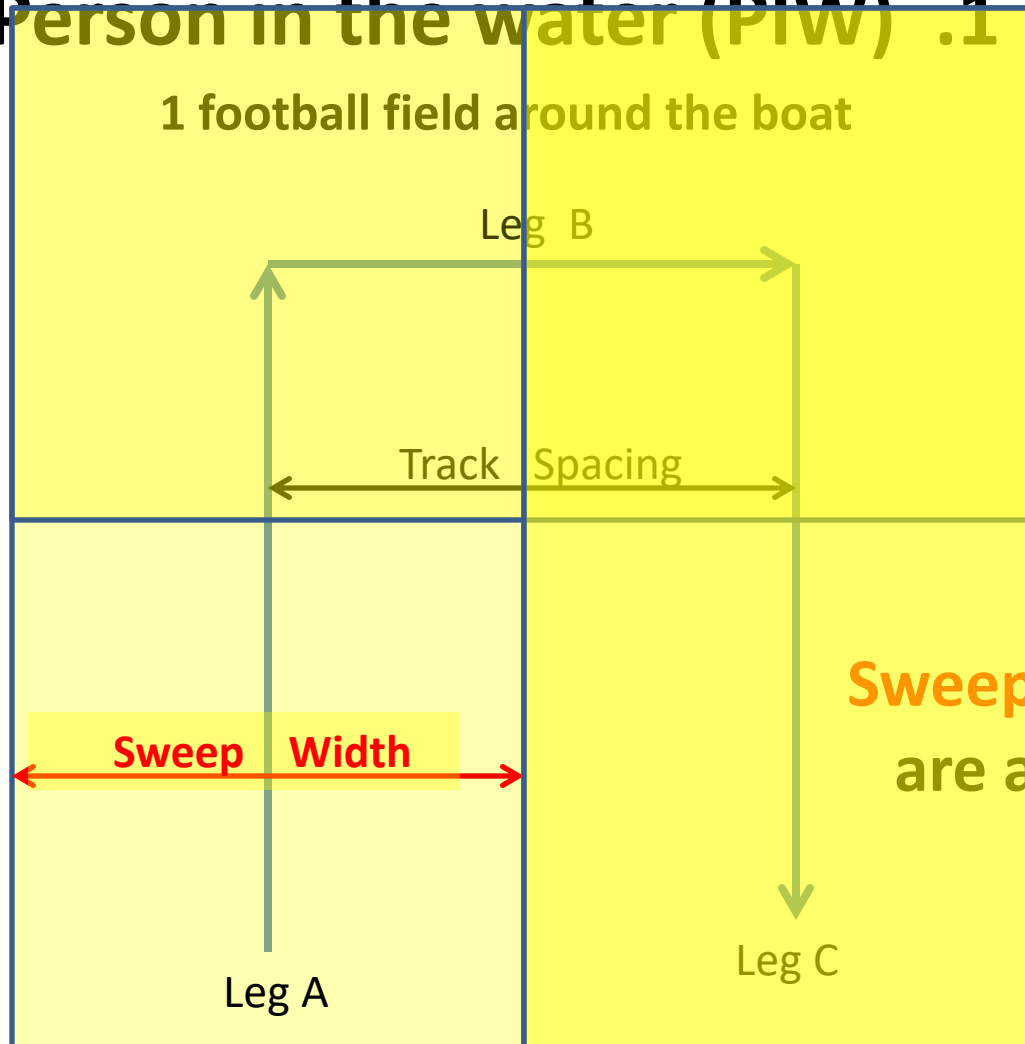 Person in the water (PIW) .1
1 football field around the boat
Leg B
Track Spacing
Sweep
Sweep Width
are a
Leg C
Leg A